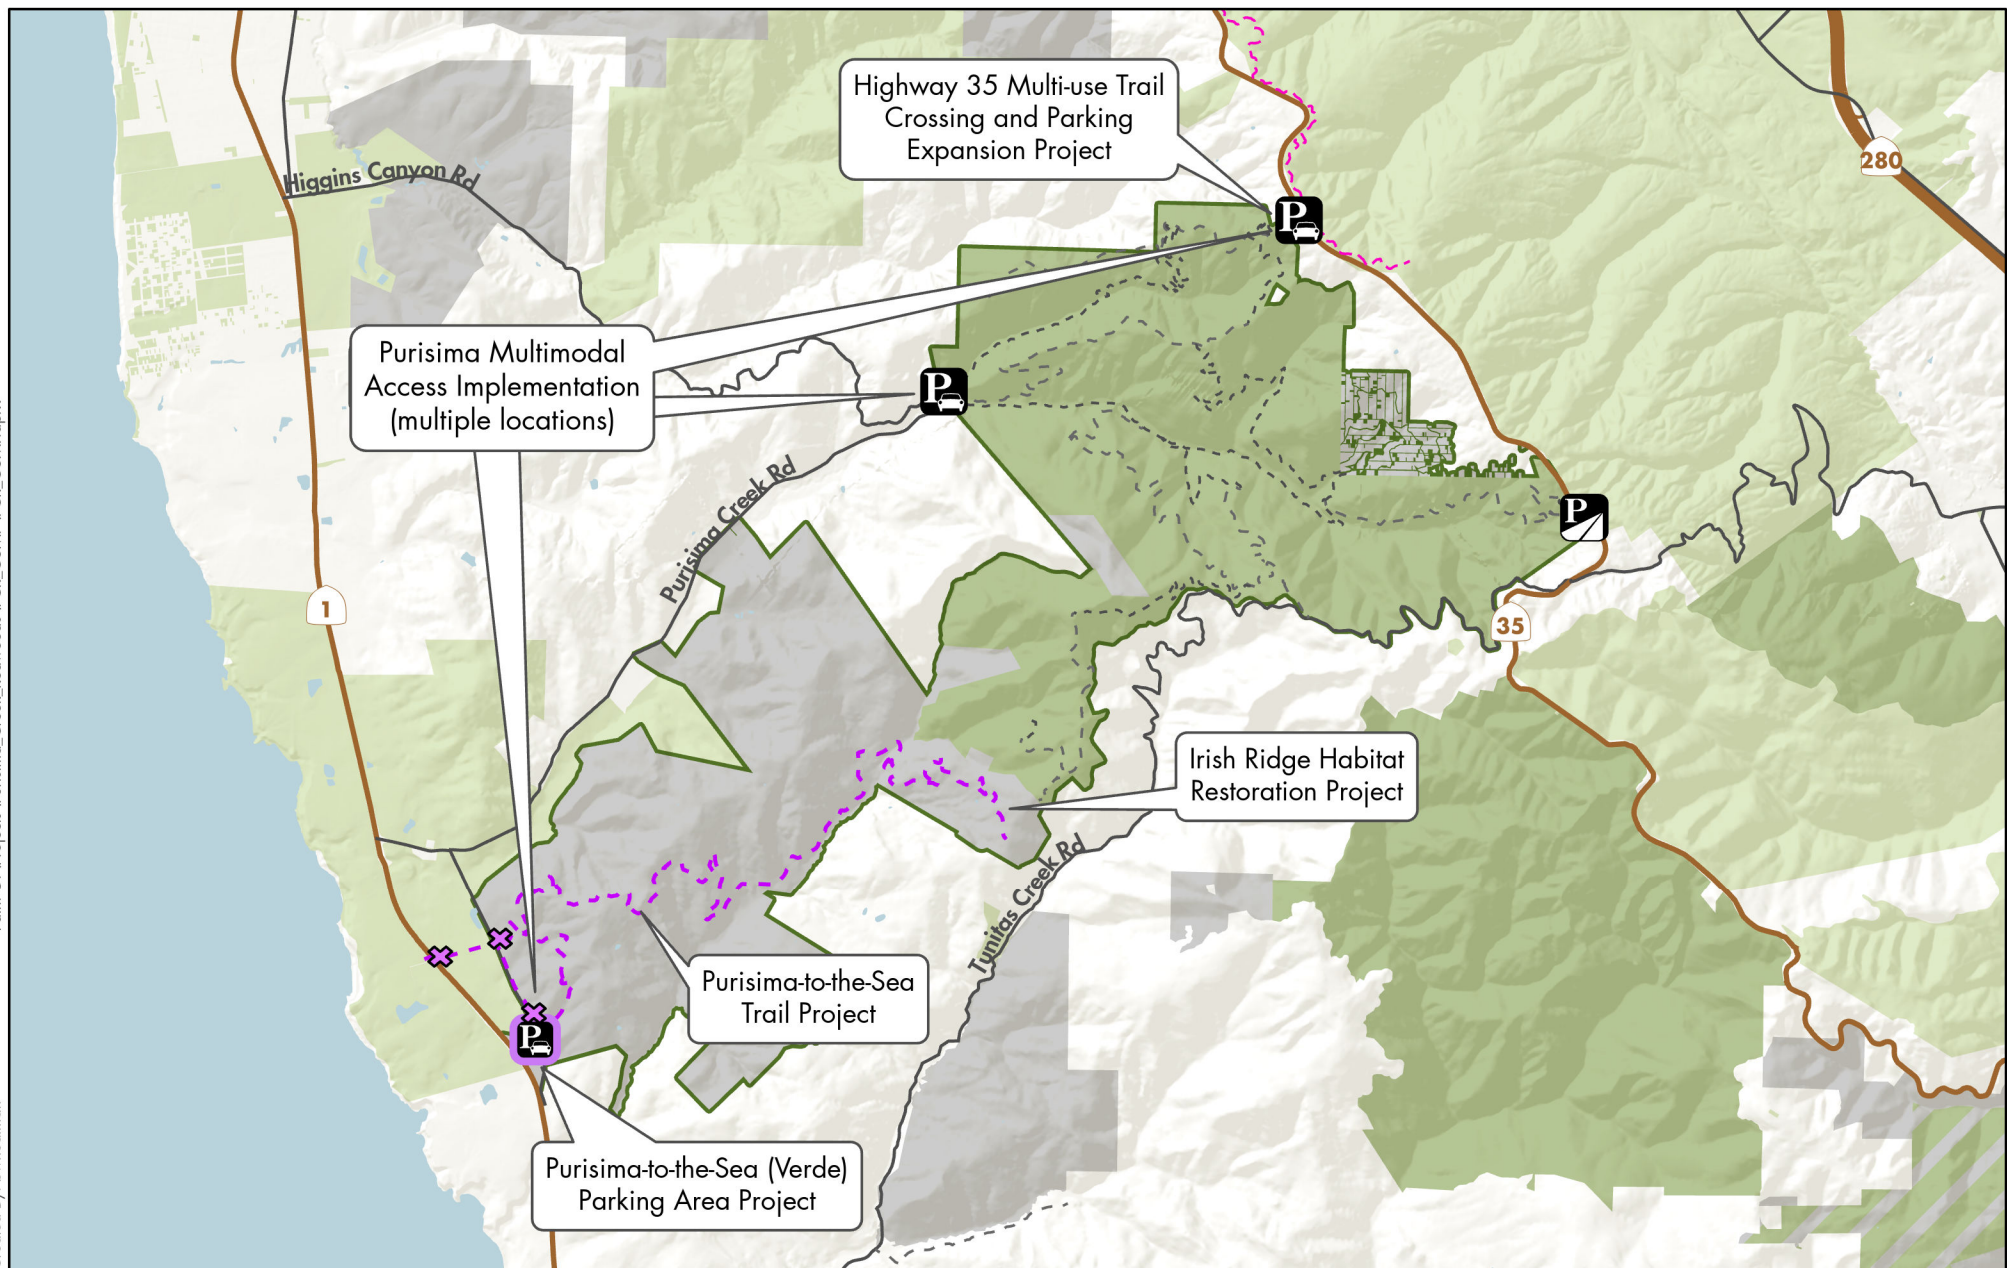 Highway 35 Multi-use Trail
Crossing and Parking
Expansion Project
280
Higgins Canyon Rd
P
Purisima Multimodal
Access Implementation
(multiple locations)
P
Purisima Creek Rd
P
1
35
Irish Ridge Habitat
Restoration Project
Tunitas Creek Rd
Purisima-to-the-Sea
Trail Project
P
Purisima-to-the-Sea (Verde)
Parking Area Project